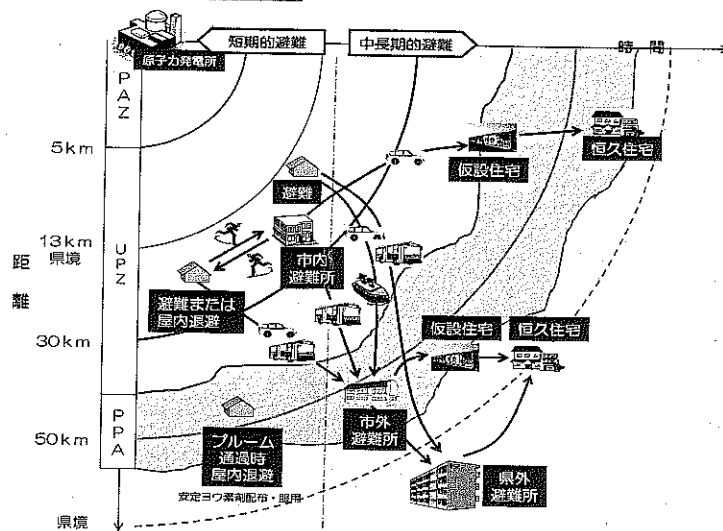 短期的避難
中長期的避難
時間
原子力発電所
PAZ
5km
仮設住宅
恒久住宅
避難
13km
県境
UPZ
市内
避難所
距離
避難または
屋内退避
30km
仮設住宅
恒久住宅
市外
避難所
PPA
50km
プルーム
通過時
屋内退避
県外
避難所
安定ヨウ素剤配布・服用
県境